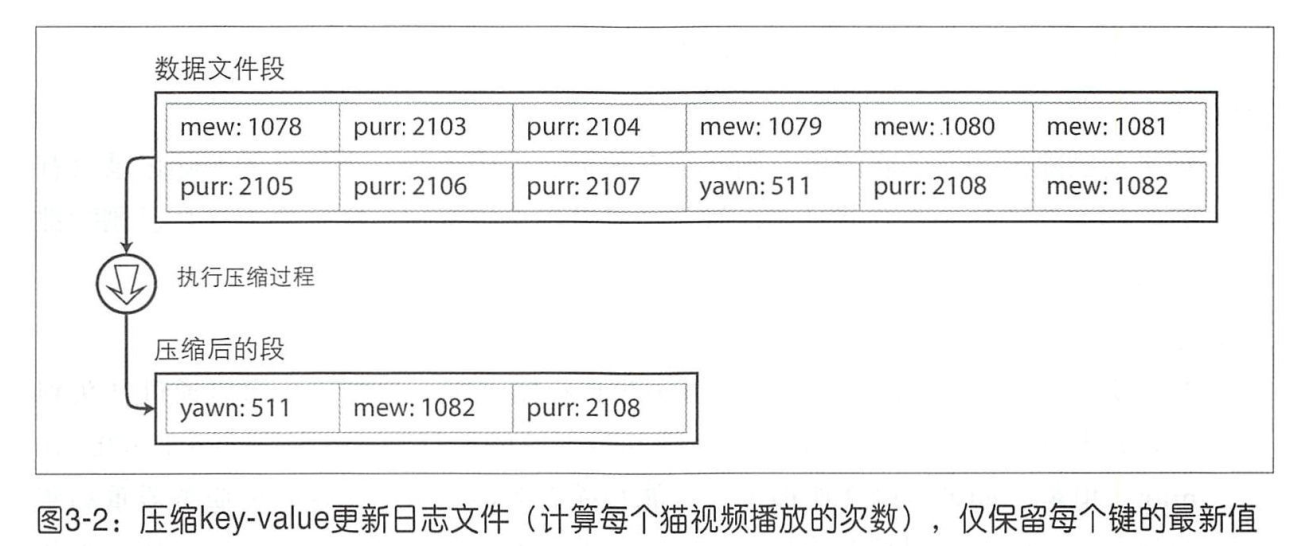 数据文件段
mew: 1078 purr: 2103 purr: 2104 mew: 1079 mew: 1080 mew: 1081
purr: 2105 purr: 2106 purr: 2107 yawn: 511 purr: 2108 mew: 1082
执行压缩过程
压缩后的段
yawn: 511 mew: 1082 purr: 2108
图3-2：压缩key-value更新日志文件（计算每个猫视频播放的次数），仅保留每个键的最新值